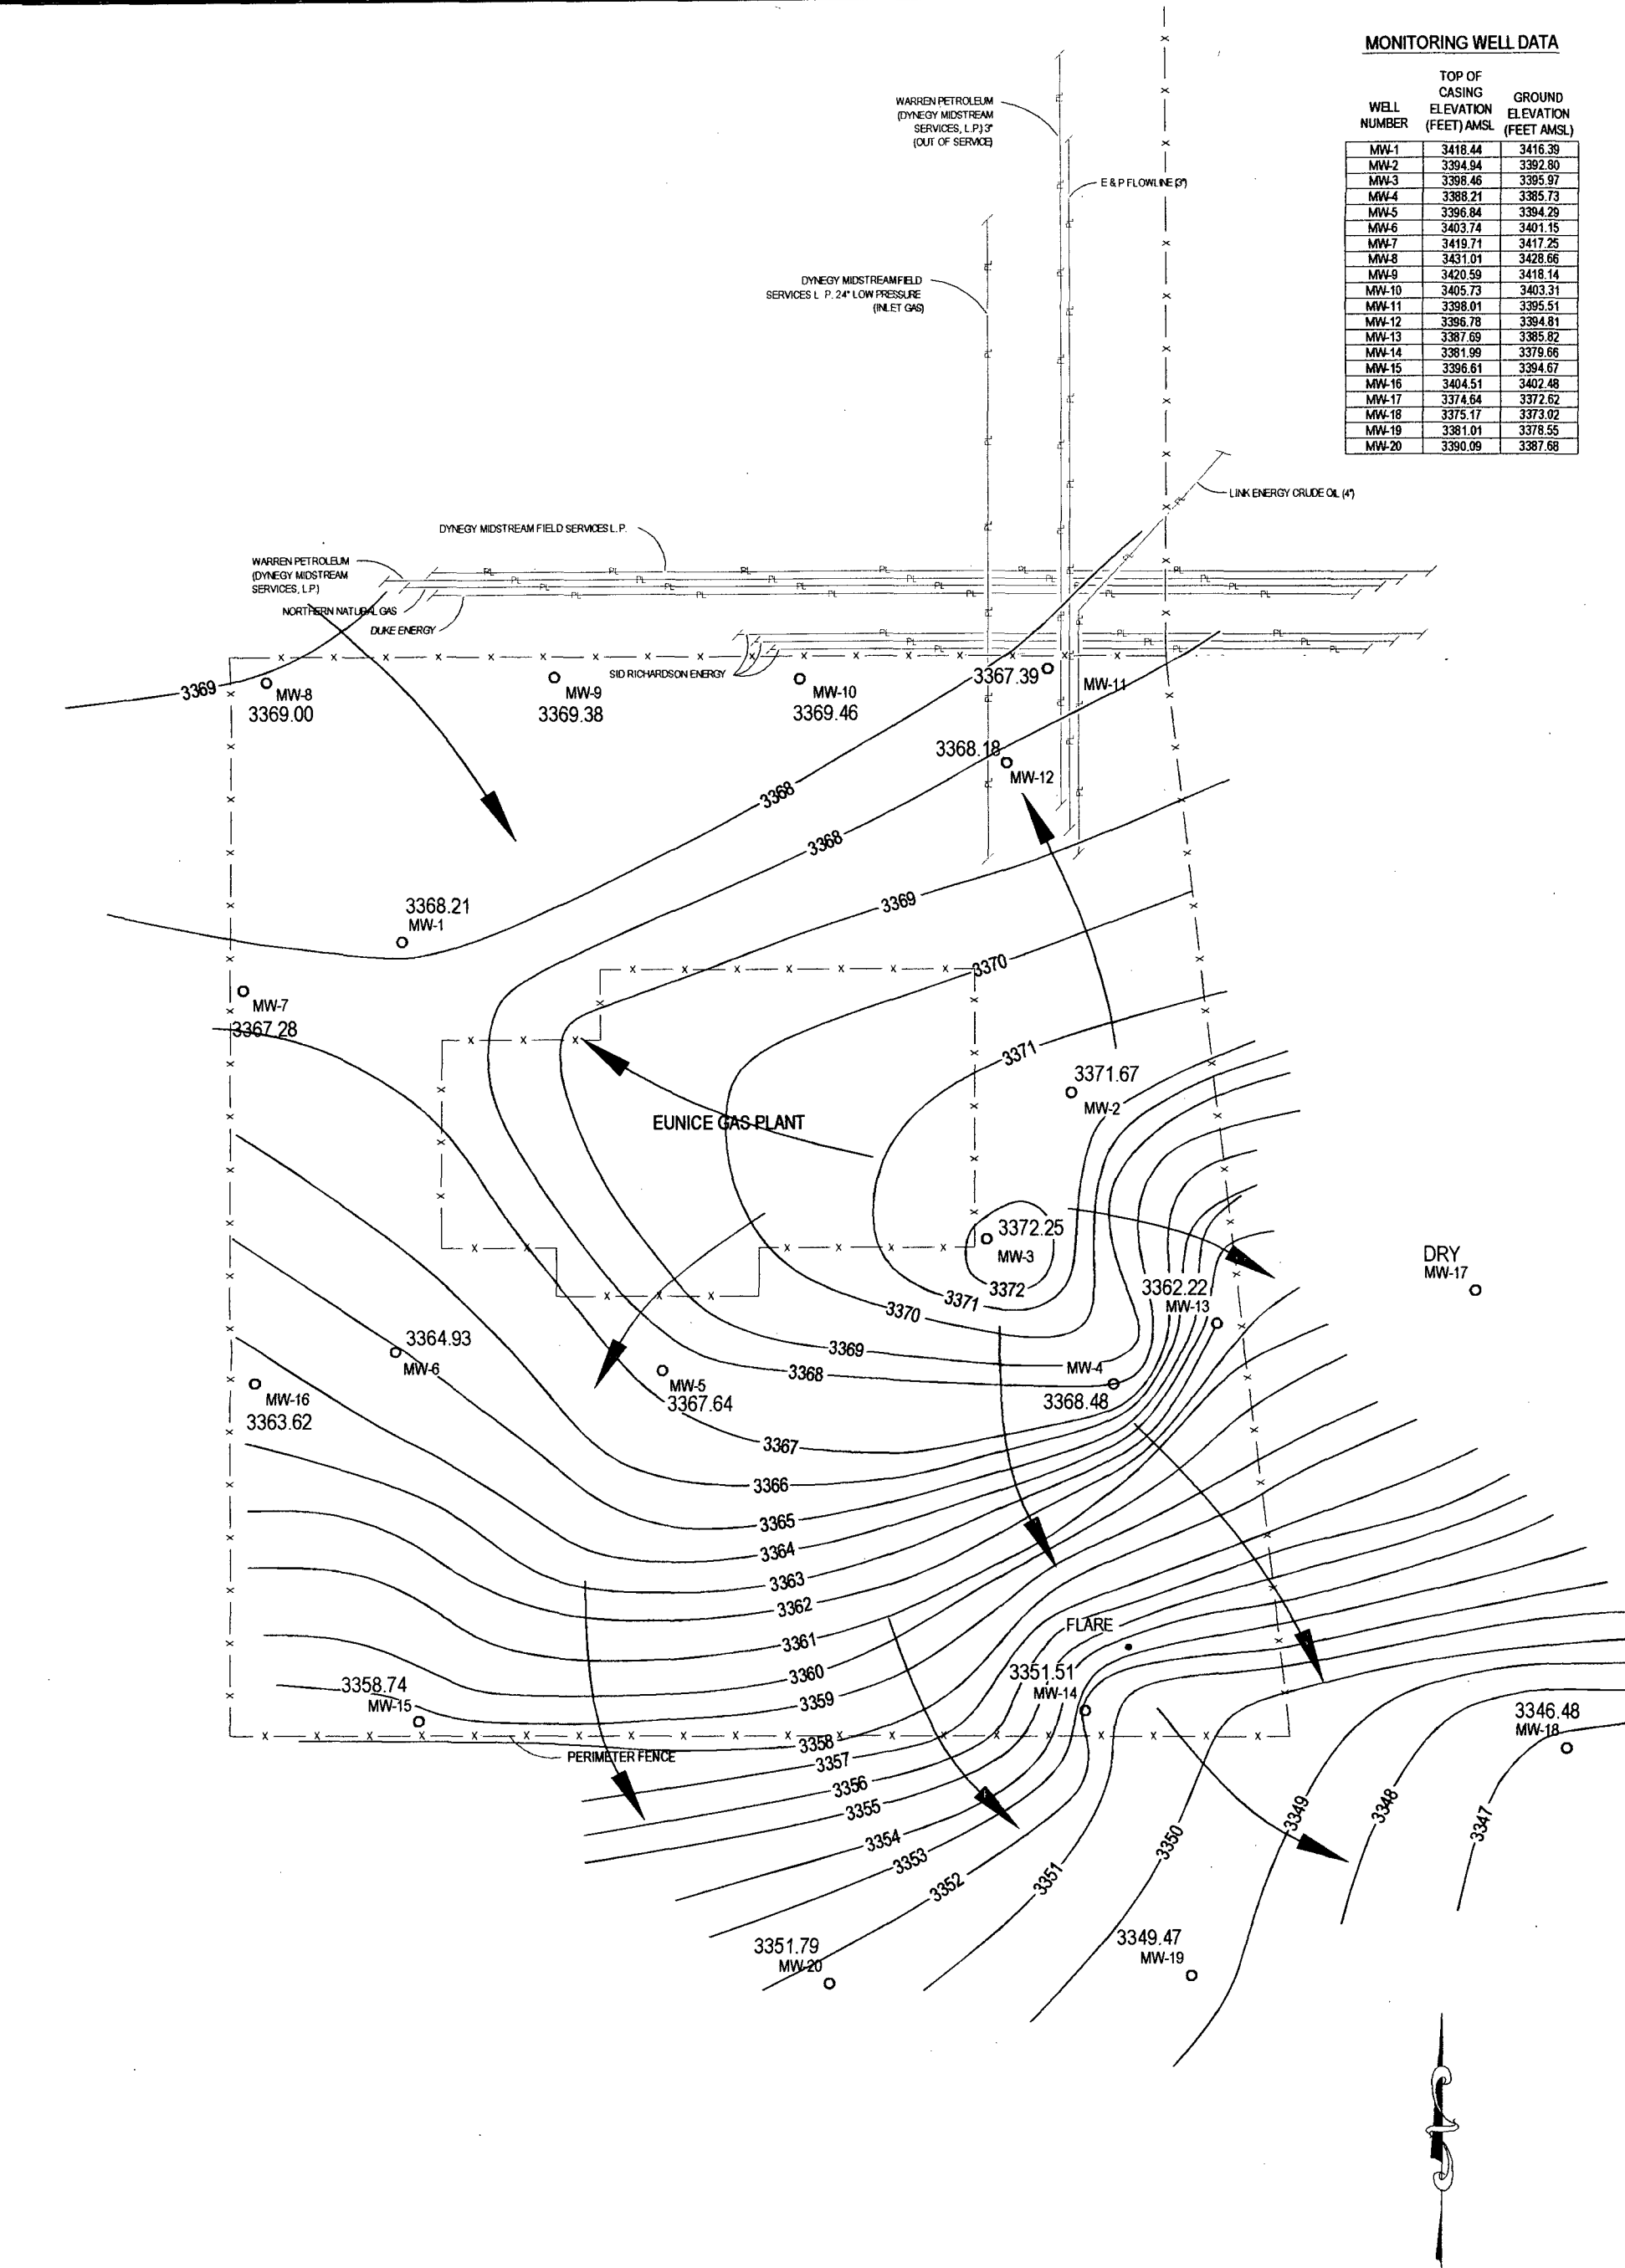 MONITORING WELL DATA
WELL NUMBER TOP OF CASING ELEVATION (FEET) AMSL GROUND ELEVATION (FEET AMSL)
MW-1 3418.44 3416.39
MW-2 3394.94 3392.80
MW-3 3398.46 3395.97
MW-4 3388.21 3385.73
MW-5 3396.84 3394.29
MW-6 3403.74 3401.15
MW-7 3419.71 3417.25
MW-8 3431.01 3428.66
MW-9 3420.59 3418.14
MW-10 3405.73 3403.31
MW-11 3398.01 3395.51
MW-12 3396.78 3394.81
MW-13 3387.69 3385.82
MW-14 3381.99 3379.66
MW-15 3396.61 3394.67
MW-16 3404.51 3402.48
MW-17 3374.64 3372.62
MW-18 3375.17 3373.02
MW-19 3381.01 3378.55
MW-20 3390.09 3387.68
WARREN PETROLEUM
(DYNEGY MIDSTREAM
SERVICES, L.P.) 3"
(OUT OF SERVICE)
E & P FLOWLINE (3")
DYNEGY MIDSTREAM FIELD
SERVICES L. P. 24" LOW PRESSURE
(INLET GAS)
LINK ENERGY CRUDE OIL (4")
DYNEGY MIDSTREAM FIELD SERVICES L.P.
WARREN PETROLEUM
(DYNEGY MIDSTREAM
SERVICES, L.P.)
NORTHERN NATURAL GAS
DUKE ENERGY
SID RICHARDSON ENERGY
3369
MW-8
3369.00
MW-9
3369.38
MW-10
3369.46
3367.39
MW-11
3368.18
MW-12
3368
3368
3369
3368.21
MW-1
3370
MW-7
3367.28
3371
3371.67
MW-2
EUNICE GAS PLANT
3372.25
MW-3
3372
3371
3370
3362.22
MW-13
DRY
MW-17
3364.93
MW-6
3369
3368
MW-4
3368.48
MW-5
3367.64
MW-16
3363.62
3367
3366
3365
3364
3363
3362
3361
3360
3359
3358
3357
3356
3355
3354
3353
3352
3351
3350
3349
3348
3347
FLARE
3351.51
MW-14
3358.74
MW-15
PERIMETER FENCE
3346.48
MW-18
3351.79
MW-20
3349.47
MW-19